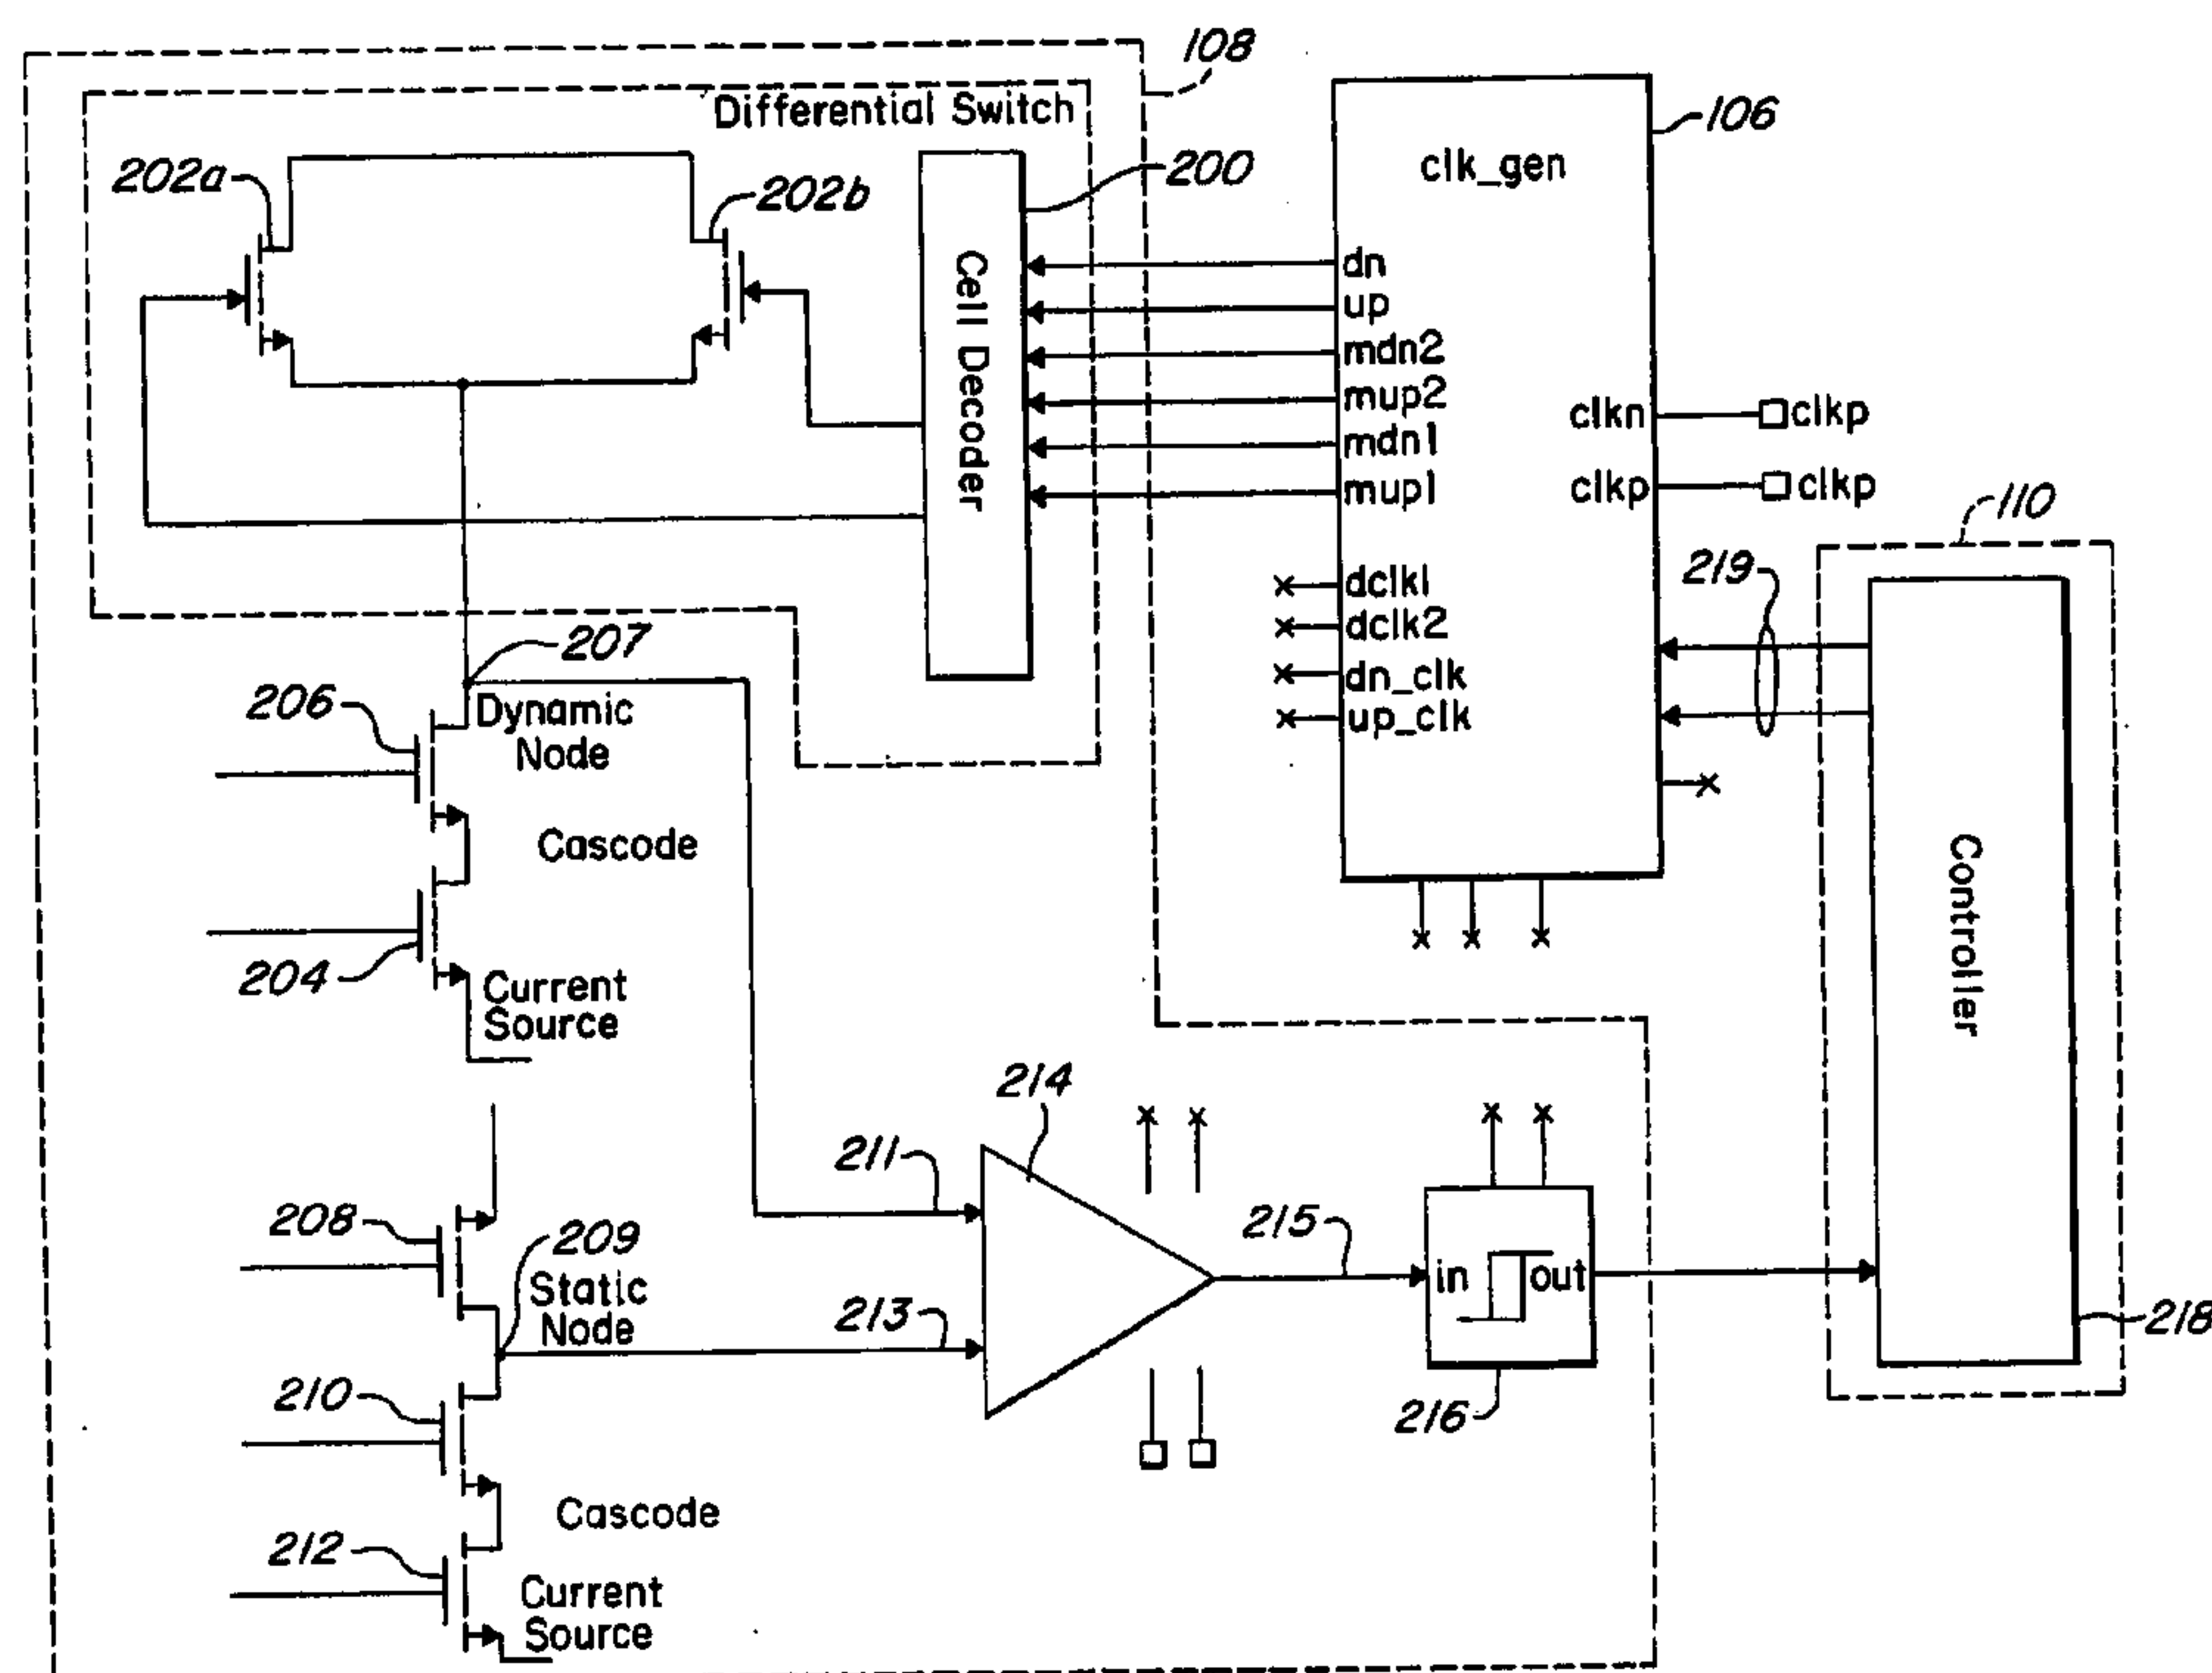 108
Differential Switch
106
clk_gen
202a
202b
200
Cell Decoder
dn
up
mdn2
mup2
mdn1
mup1
clkn
clkp
clkp
clkp
110
219
dclk1
dclk2
dn_clk
up_clk
207
206
Dynamic
Node
Cascode
204
Current
Source
Controller
214
211
208
209
Static
Node
213
215
in
out
218
210
216
Cascode
212
Current
Source